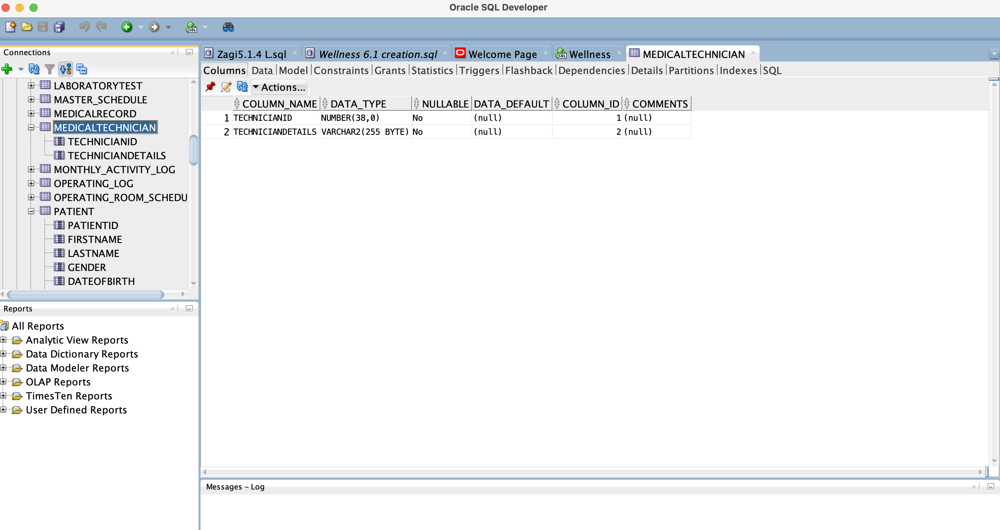 Oracle SQL Developer
SQL
Connections
LABORATORYTEST
MASTER_SCHEDULE
MEDICALRECORD
MEDICALTECHNICIAN
TECHNICIANID
TECHNICIANDETAILS
MONTHLY_ACTIVITY_LOG
OPERATING_LOG
OPERATING_ROOM_SCHEDU
PATIENT
PATIENTID
FIRSTNAME
LASTNAME
GENDER
DATEOFBIRTH
Reports
All Reports
Analytic View Reports
Data Dictionary Reports
Data Modeler Reports
OLAP Reports
TimesTen Reports
User Defined Reports
Zagi5.1.4 L.sql Wellness 6.1 creation.sql Welcome Page SQL Wellness MEDICALTECHNICIAN
Columns Data Model Constraints Grants Statistics Triggers Flashback Dependencies Details Partitions Indexes SQL
Actions...
COLUMN_NAME DATA_TYPE NULLABLE DATA_DEFAULT COLUMN_ID COMMENTS
1 TECHNICIANID NUMBER(38,0) No (null) 1 (null)
2 TECHNICIANDETAILS VARCHAR2(255 BYTE) No (null) 2 (null)
Messages - Log